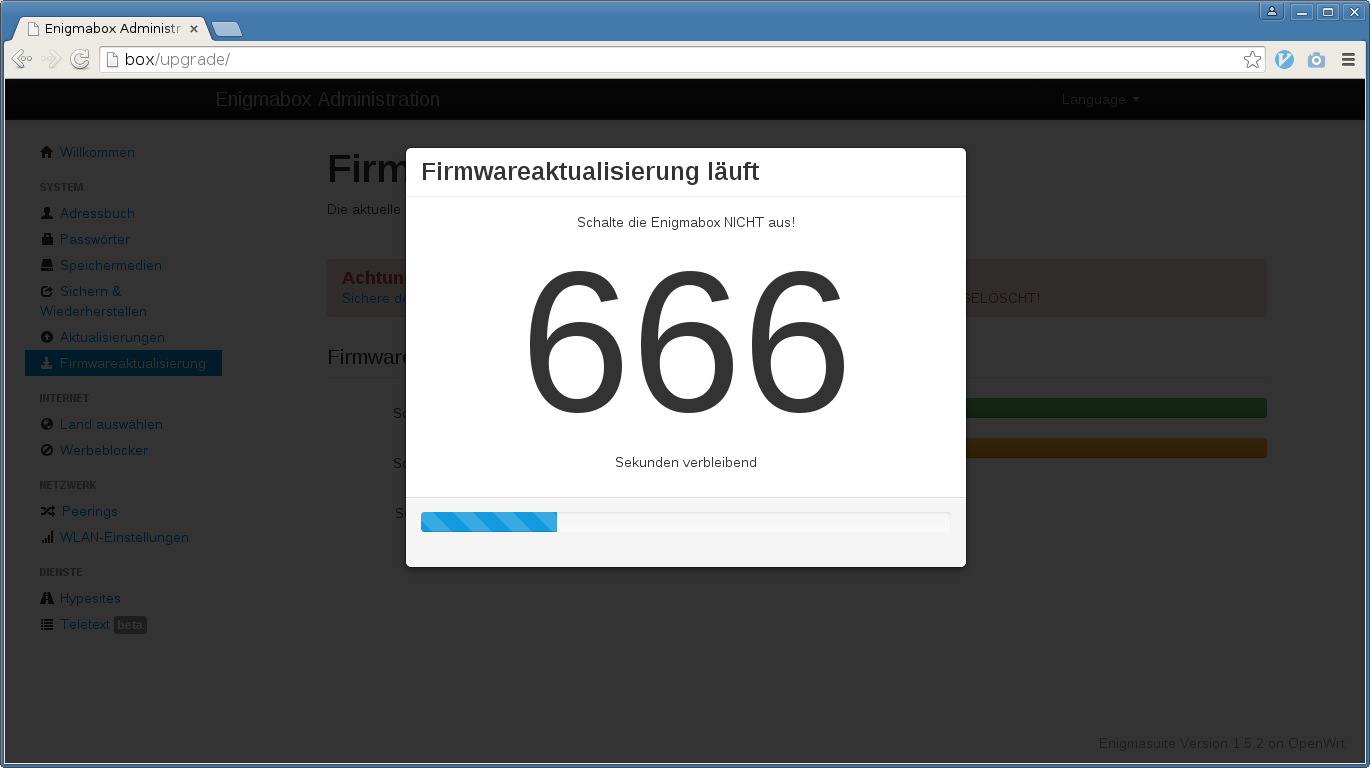 Enigmabox Administr
box/upgrade/
Enigmabox Administration
Language
Willkommen
SYSTEM
Adressbuch
Passwörter
Speichermedien
Sichern &
Wiederherstellen
Aktualisierungen
Firmwareaktualisierung
INTERNET
Land auswählen
Werbeblocker
NETZWERK
Peerings
WLAN-Einstellungen
DIENSTE
Hypesites
Teletext beta
Firm
Die aktuelle
Achtun
Sichere de
GELÖSCHT!
Firmware
Sc
Sc
S
Firmwareaktualisierung läuft
Schalte die Enigmabox NICHT aus!
666
Sekunden verbleibend
Enigmasuite Version 1.5.2 on OpenWrt